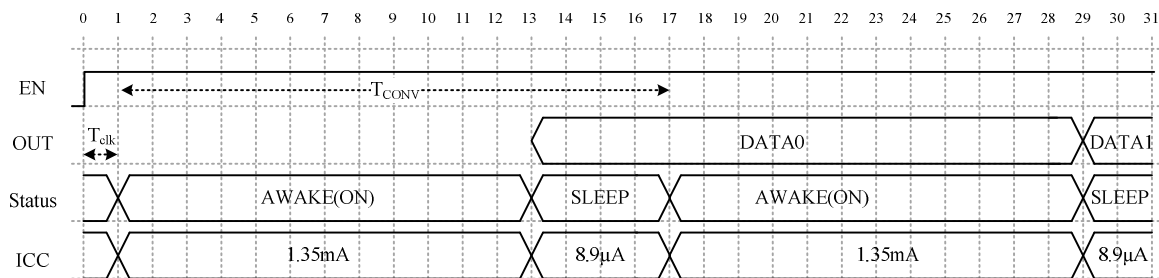 0 1 2 3 4 5 6 7 8 9 10 11 12 13 14 15 16 17 18 19 20 21 22 23 24 25 26 27 28 29 30 31
EN TCONV
OUT Tclk DATA0 DATA1
Status AWAKE(ON) SLEEP AWAKE(ON) SLEEP
ICC 1.35mA 8.9μA 1.35mA 8.9μA